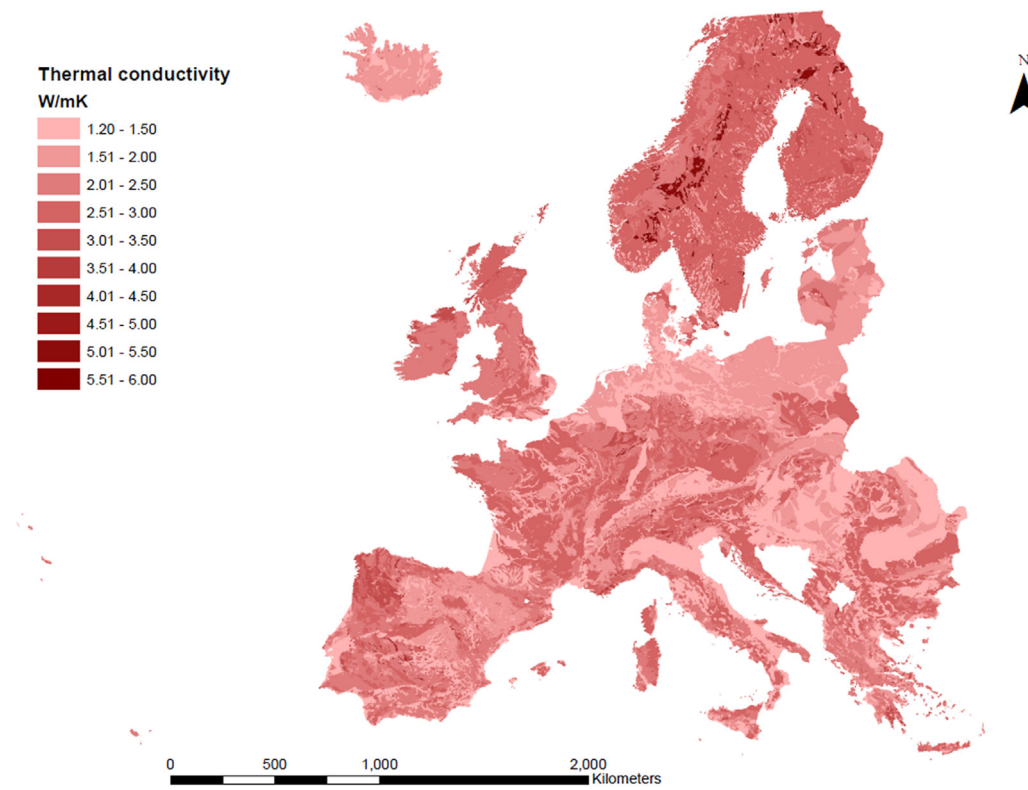 Thermal conductivity
W/mK
1.20 - 1.50
1.51 - 2.00
2.01 - 2.50
2.51 - 3.00
3.01 - 3.50
3.51 - 4.00
4.01 - 4.50
4.51 - 5.00
5.01 - 5.50
5.51 - 6.00
N
0 500 1,000 2,000
Kilometers